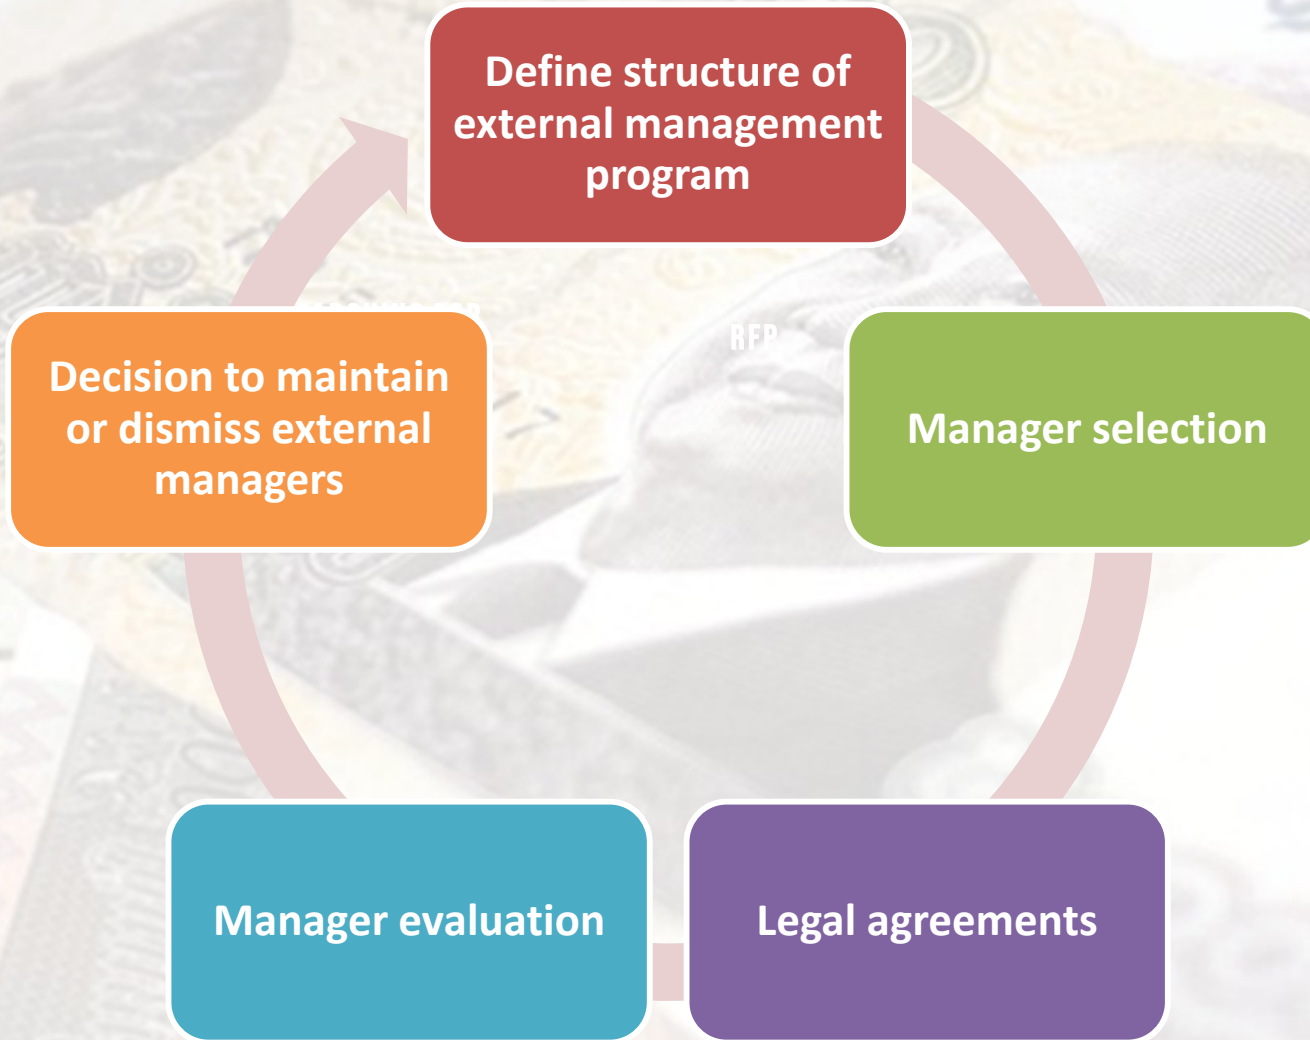 Define structure of
external management
program
RFP
Decision to maintain
or dismiss external
managers
Manager selection
Manager evaluation
Legal agreements